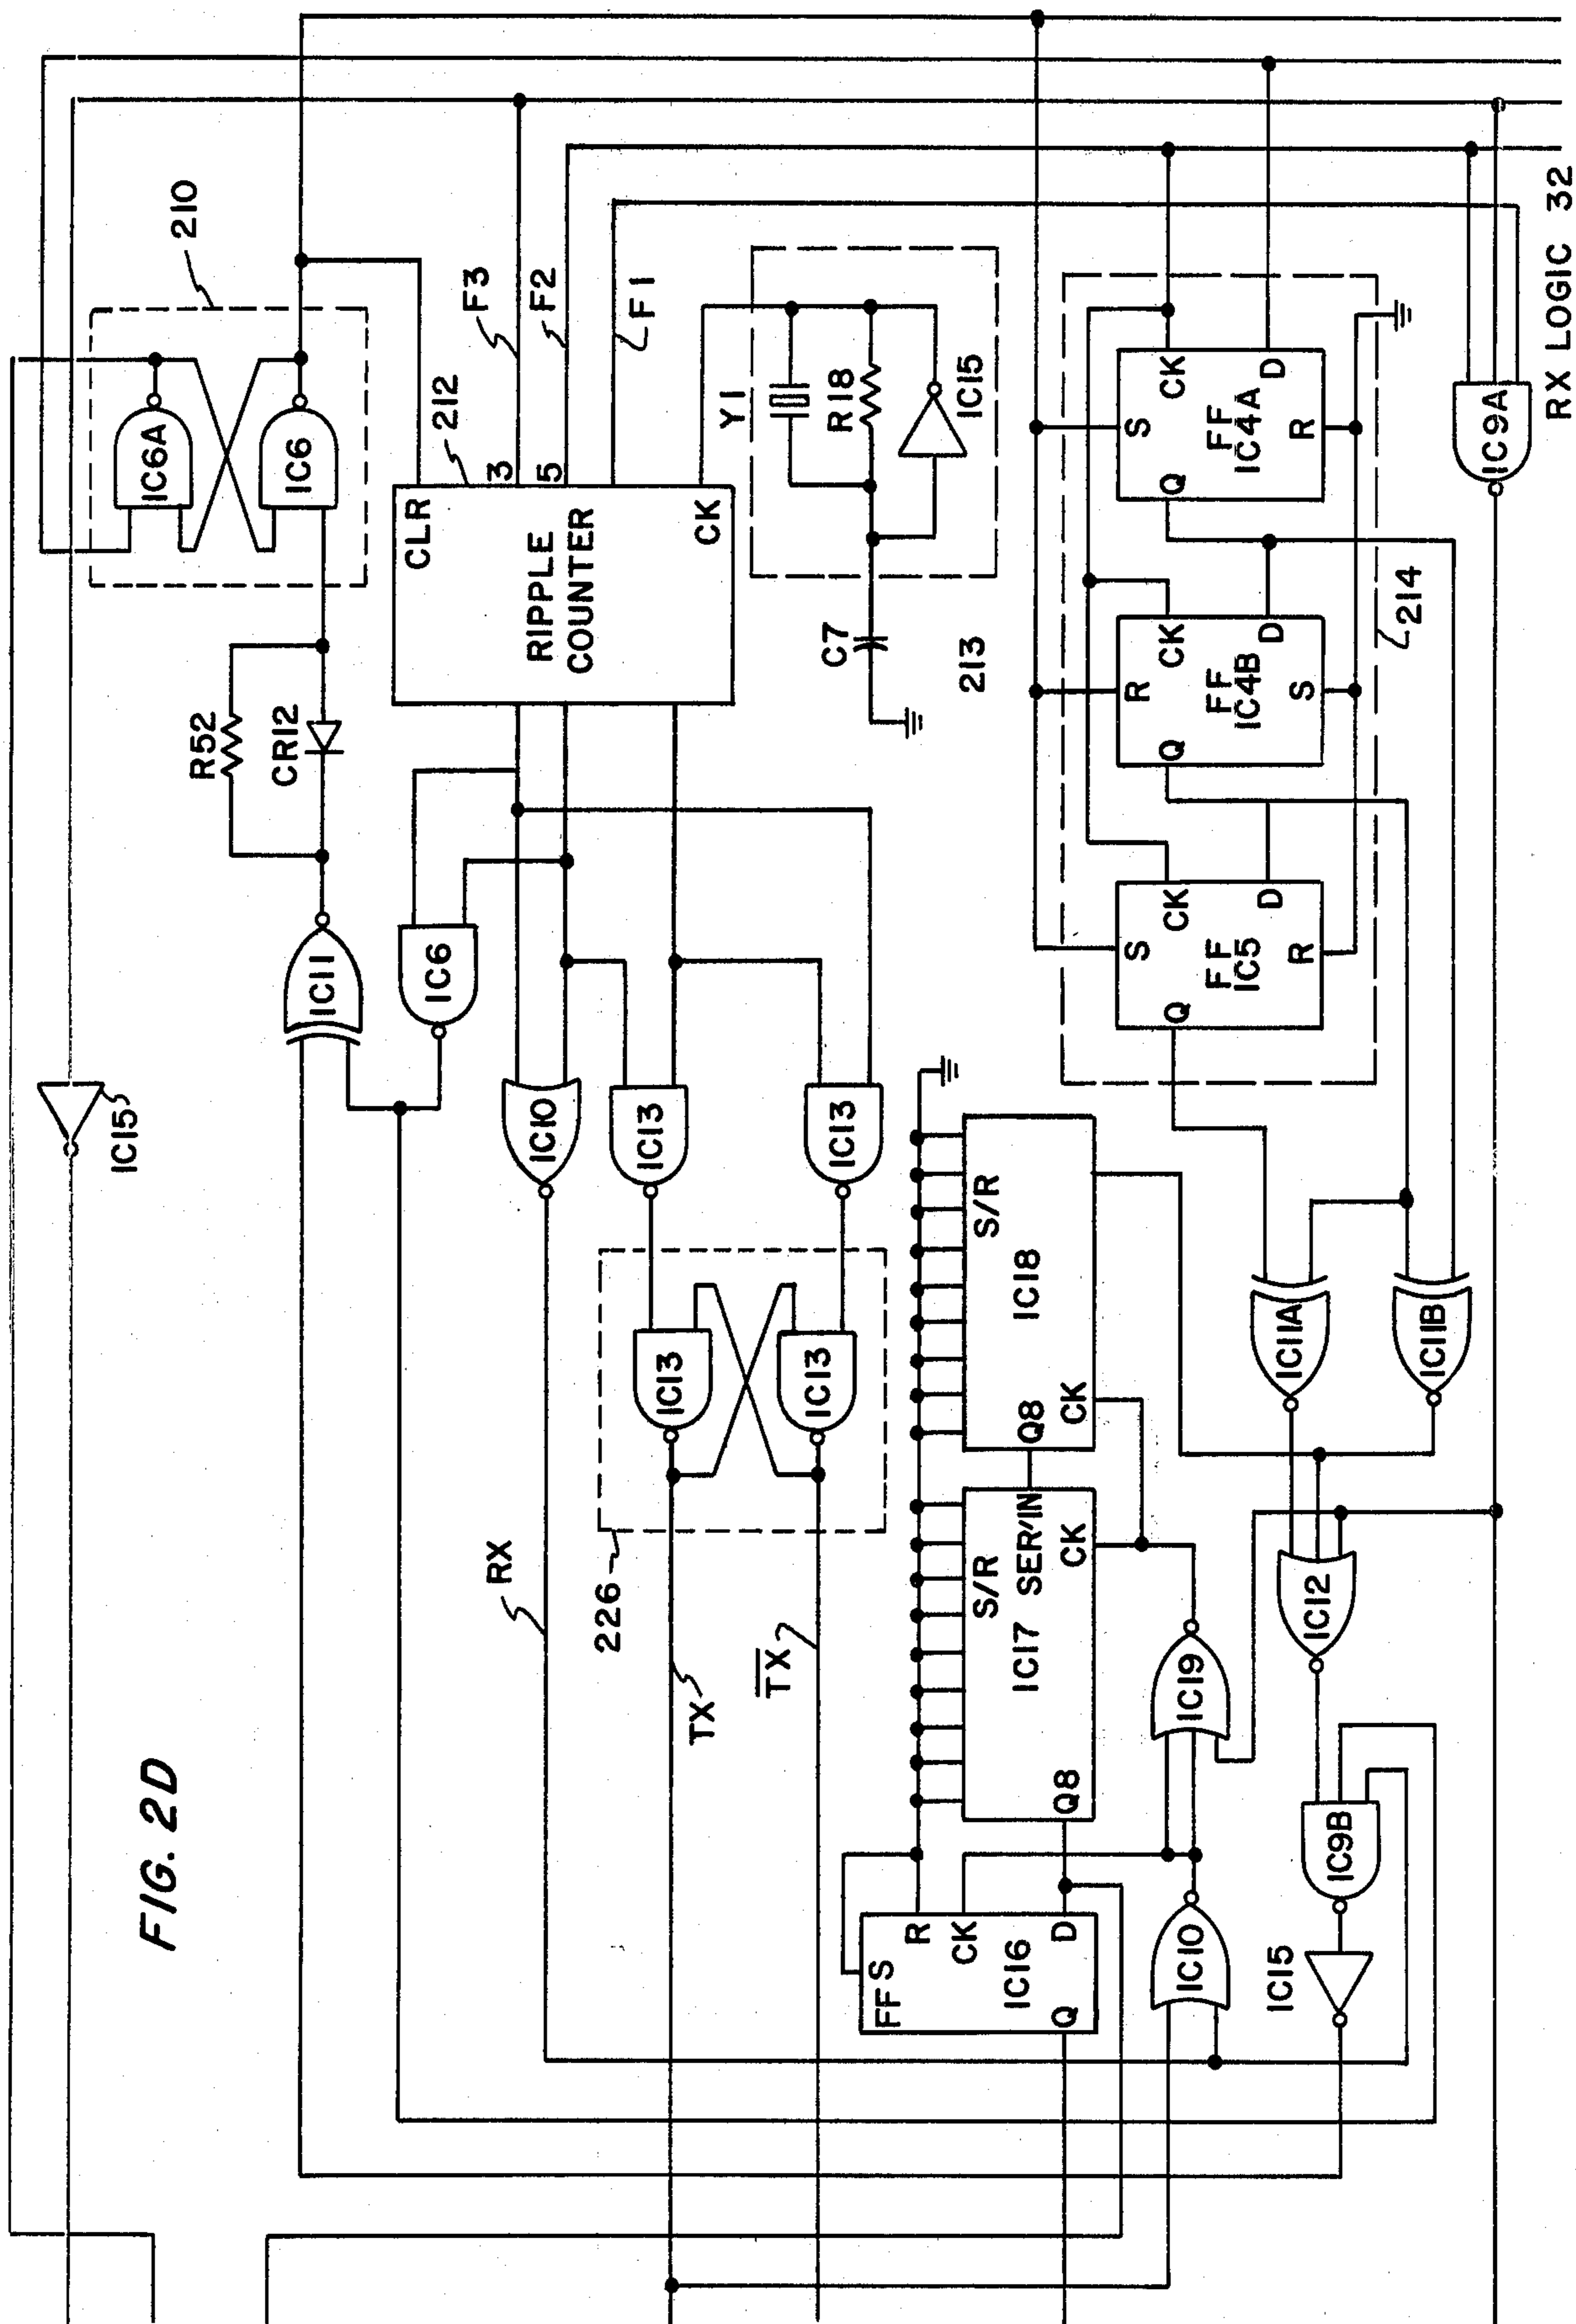 FIG. 2D
210
IC6A
IC6
R52
CR12
IC11
IC6
IC15
212
F3
F2
F1
3
5
CLR
RIPPLE
COUNTER
CK
Y1
R18
IC15
C7
213
IC10
IC13
IC13
IC13
IC13
226
RX
TX
TX
S
CK
D
Q
FF
IC4A
R
R
CK
D
Q
FF
IC4B
S
S
CK
D
Q
FF
IC5
R
214
IC9A
RX LOGIC 32
S/R
IC18
Q8
CK
S/R
SER/IN
IC17
CK
Q8
IC11A
IC11B
IC12
IC19
IC9B
IC15
IC10
FF
S
R
CK
D
IC16
Q